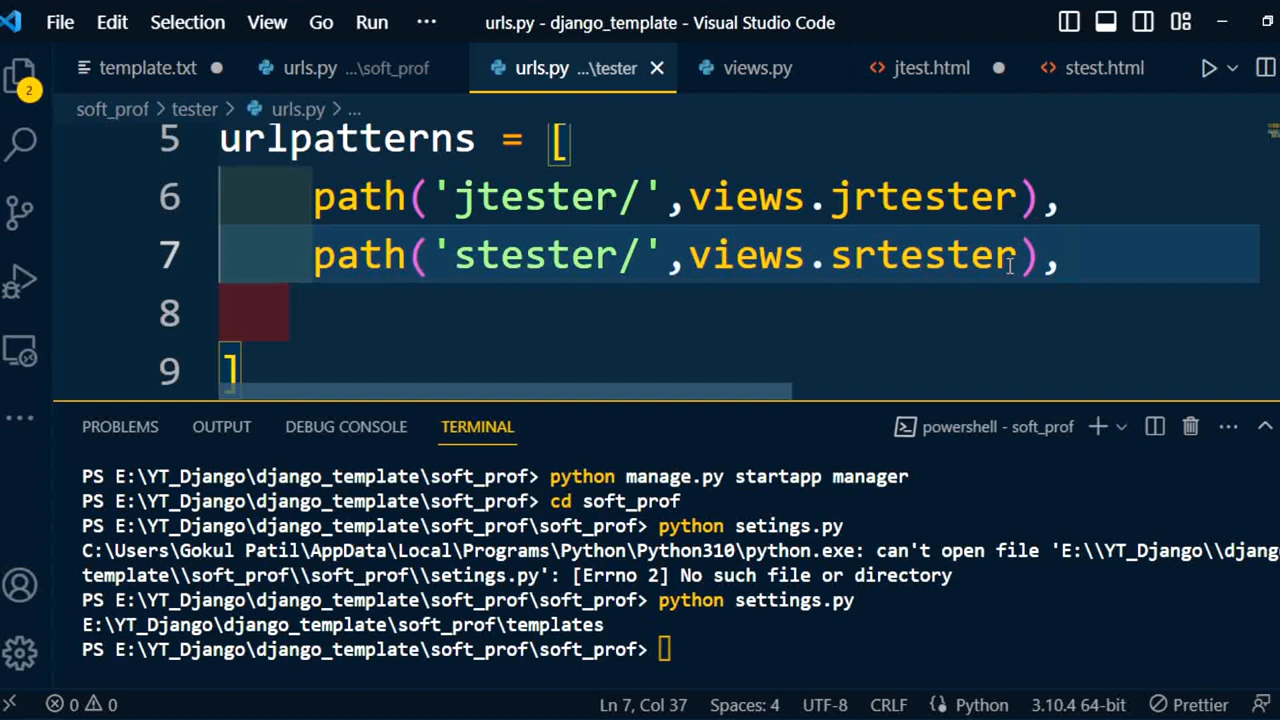 File Edit Selection View Go Run ··· urls.py - django_template - Visual Studio Code
template.txt urls.py ...\soft_prof urls.py ...\tester views.py jtest.html stest.html
soft_prof > tester > urls.py > ...
5 urlpatterns = [
6 path('jtester/',views.jrtester),
7 path('stester/',views.srtester),
8
9 ]
2
PROBLEMS OUTPUT DEBUG CONSOLE TERMINAL powershell - soft_prof
PS E:\YT_Django\django_template\soft_prof> python manage.py startapp manager
PS E:\YT_Django\django_template\soft_prof> cd soft_prof
PS E:\YT_Django\django_template\soft_prof\soft_prof> python setings.py
C:\Users\Gokul Patil\AppData\Local\Programs\Python\Python310\python.exe: can't open file 'E:\\YT_Django\\django
template\\soft_prof\\soft_prof\\setings.py': [Errno 2] No such file or directory
PS E:\YT_Django\django_template\soft_prof\soft_prof> python settings.py
E:\YT_Django\django_template\soft_prof\templates
PS E:\YT_Django\django_template\soft_prof\soft_prof>
0 0 Ln 7, Col 37 Spaces: 4 UTF-8 CRLF Python 3.10.4 64-bit Prettier